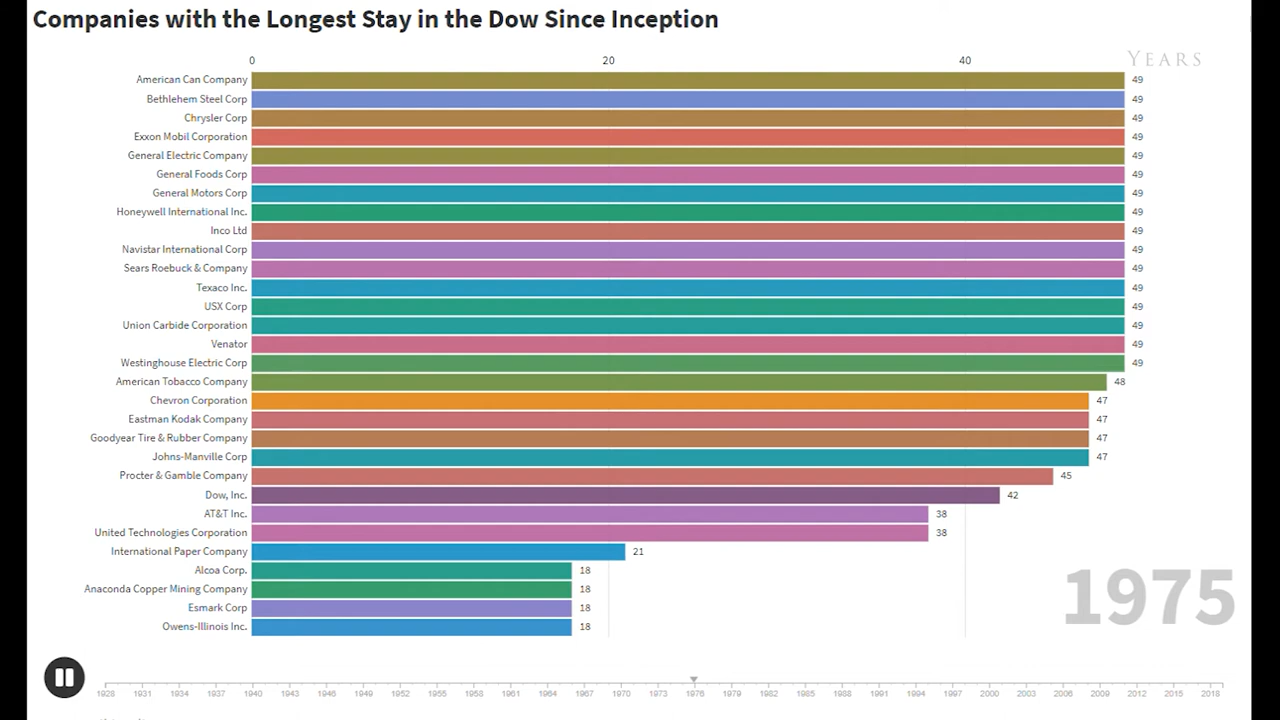 Companies with the Longest Stay in the Dow Since Inception
0 20 40 YEARS
American Can Company 49
Bethlehem Steel Corp 49
Chrysler Corp 49
Exxon Mobil Corporation 49
General Electric Company 49
General Foods Corp 49
General Motors Corp 49
Honeywell International Inc. 49
Inco Ltd 49
Navistar International Corp 49
Sears Roebuck & Company 49
Texaco Inc. 49
USX Corp 49
Union Carbide Corporation 49
Venator 49
Westinghouse Electric Corp 49
American Tobacco Company 48
Chevron Corporation 47
Eastman Kodak Company 47
Goodyear Tire & Rubber Company 47
Johns-Manville Corp 47
Procter & Gamble Company 45
Dow, Inc. 42
AT&T Inc. 38
United Technologies Corporation 38
International Paper Company 21
Alcoa Corp. 18
Anaconda Copper Mining Company 18
Esmark Corp 18
Owens-Illinois Inc. 18
1975
1928 1931 1934 1937 1940 1943 1946 1949 1952 1955 1958 1961 1964 1967 1970 1973 1976 1979 1982 1985 1988 1991 1994 1997 2000 2003 2006 2009 2012 2015 2018